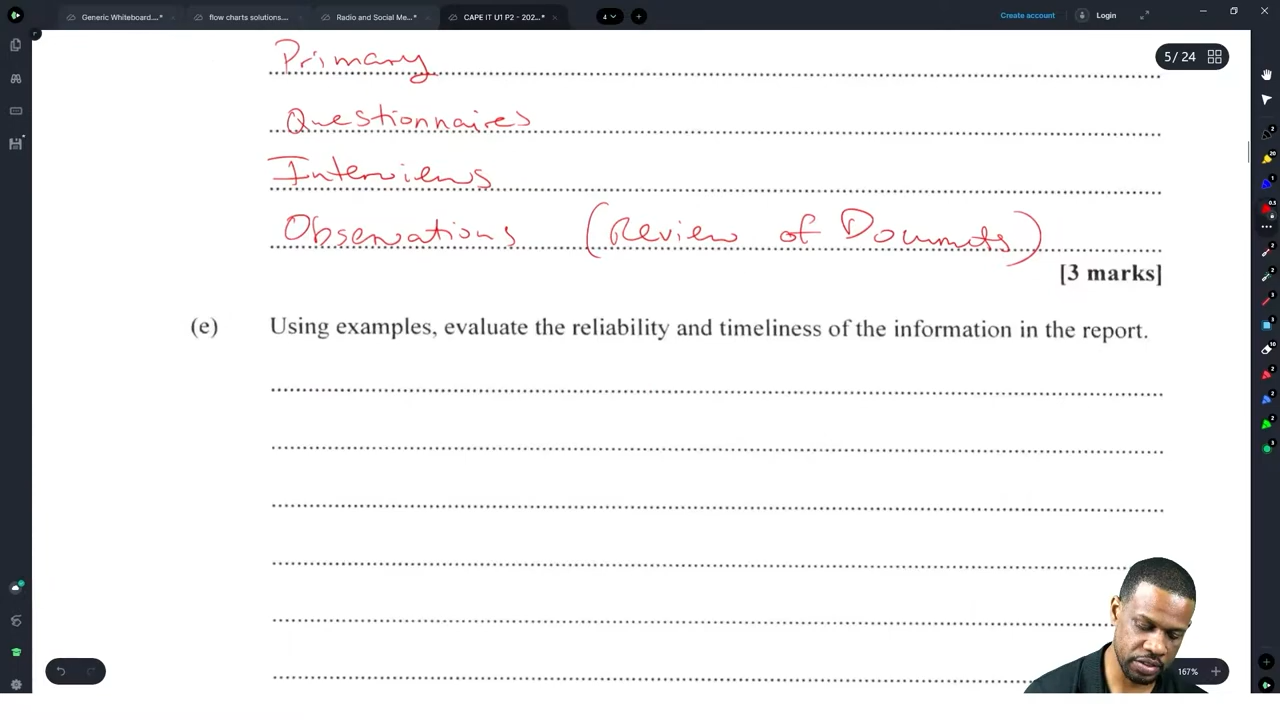 Generic Whiteboard....*
flow charts solutions....
Radio and Social Me...*
CAPE IT U1 P2 - 202...*
4
Create account
Login
5 / 24
Primary
Questionnaires
Interviews
Observations (Review of Documets)
[3 marks]
(e) Using examples, evaluate the reliability and timeliness of the information in the report.
167%